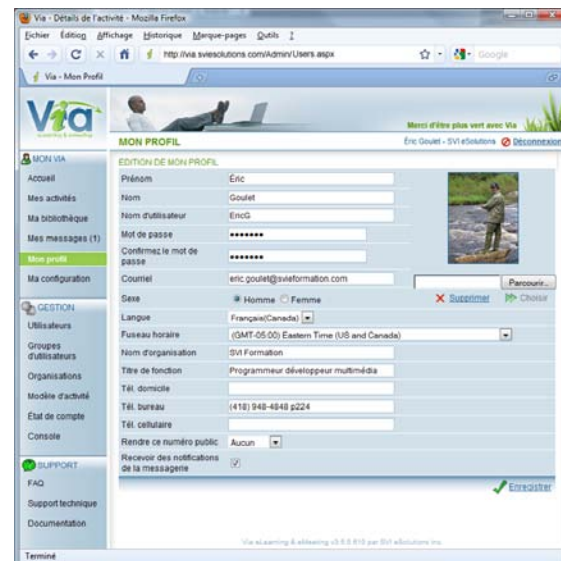 Via - Détails de l'activité - Mozilla Firefox
Fichier Édition Affichage Historique Marque-pages Outils ?
http://via.sviesolutions.com/Admin/Users.aspx
Google
Via - Mon Profil
Via
eLearning & eMeeting
Merci d'être plus vert avec Via
MON PROFIL
Éric Goulet - SVI eSolutions Déconnexion
MON VIA
Accueil
Mes activités
Ma bibliothèque
Mes messages (1)
Mon profil
Ma configuration
GESTION
Utilisateurs
Groupes d'utilisateurs
Organisations
Modèle d'activité
État de compte
Console
SUPPORT
FAQ
Support technique
Documentation
EDITION DE MON PROFIL
Prénom Éric
Nom Goulet
Nom d'utilisateur EricG
Mot de passe •••••••
Confirmez le mot de passe •••••••
Courriel eric.goulet@svieformation.com
Parcourir...
Sexe Homme Femme
Supprimer Choisir
Langue Français(Canada)
Fuseau horaire (GMT-05:00) Eastern Time (US and Canada)
Nom d'organisation SVI Formation
Titre de fonction Programmeur développeur multimédia
Tél. domicile
Tél. bureau (418) 948-4848 p224
Tél. cellulaire
Rendre ce numéro public Aucun
Recevoir des notifications de la messagerie
Enregistrer
Terminé